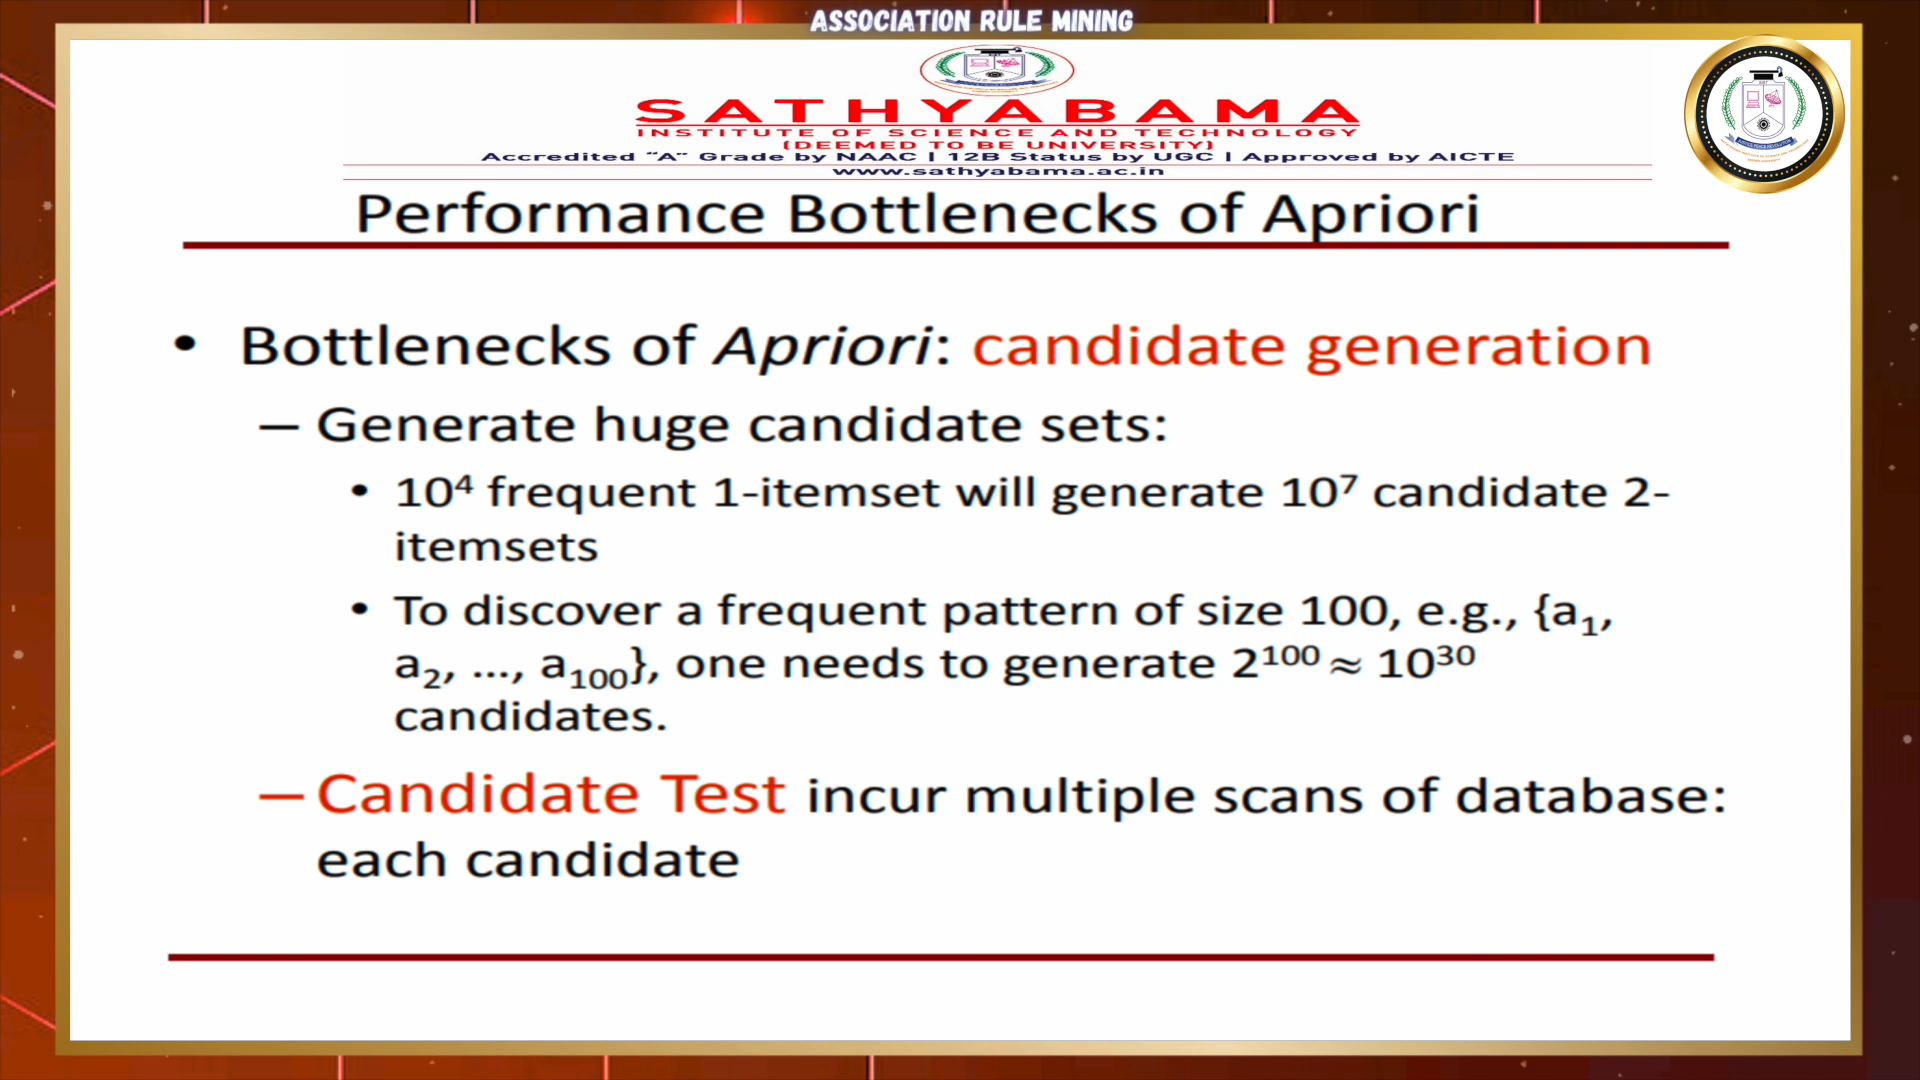 ASSOCIATION RULE MINING
SATHYABAMA
INSTITUTE OF SCIENCE AND TECHNOLOGY
(DEEMED TO BE UNIVERSITY)
Accredited "A" Grade by NAAC | 12B Status by UGC | Approved by AICTE
www.sathyabama.ac.in
Performance Bottlenecks of Apriori
• Bottlenecks of Apriori: candidate generation
– Generate huge candidate sets:
• 10⁴ frequent 1-itemset will generate 10⁷ candidate 2-
itemsets
• To discover a frequent pattern of size 100, e.g., {a₁,
a₂, …, a₁₀₀}, one needs to generate 2¹⁰⁰ ≈ 10³⁰
candidates.
– Candidate Test incur multiple scans of database:
each candidate